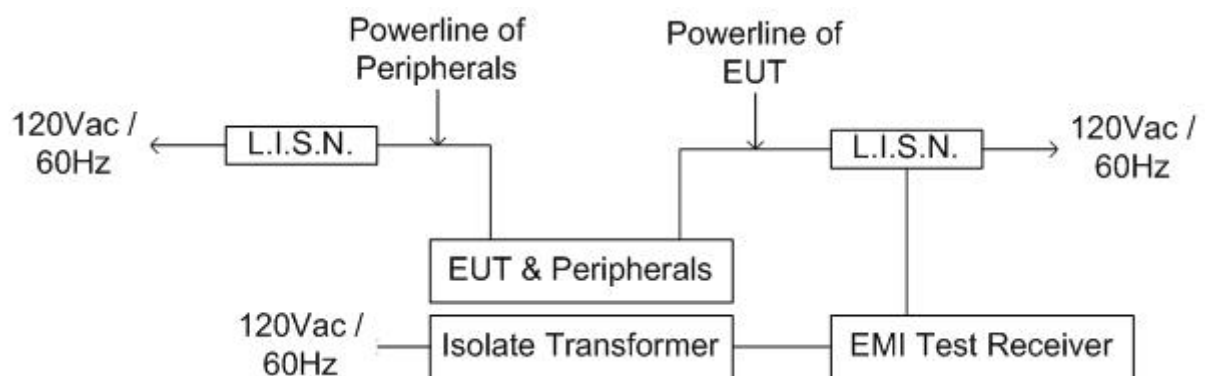 Powerline of
Peripherals
Powerline of
EUT
120Vac /
60Hz
L.I.S.N.
L.I.S.N.
120Vac /
60Hz
EUT & Peripherals
120Vac /
60Hz
Isolate Transformer
EMI Test Receiver